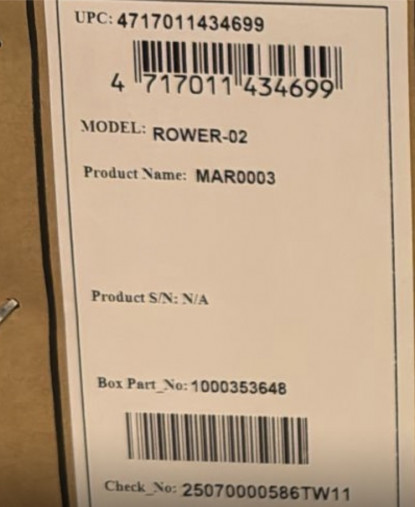 UPC: 4717011434699
4 717011 434699
MODEL: ROWER-02
Product Name: MAR0003
Product S/N: N/A
Box Part_No: 1000353648
Check_No: 25070000586TW11